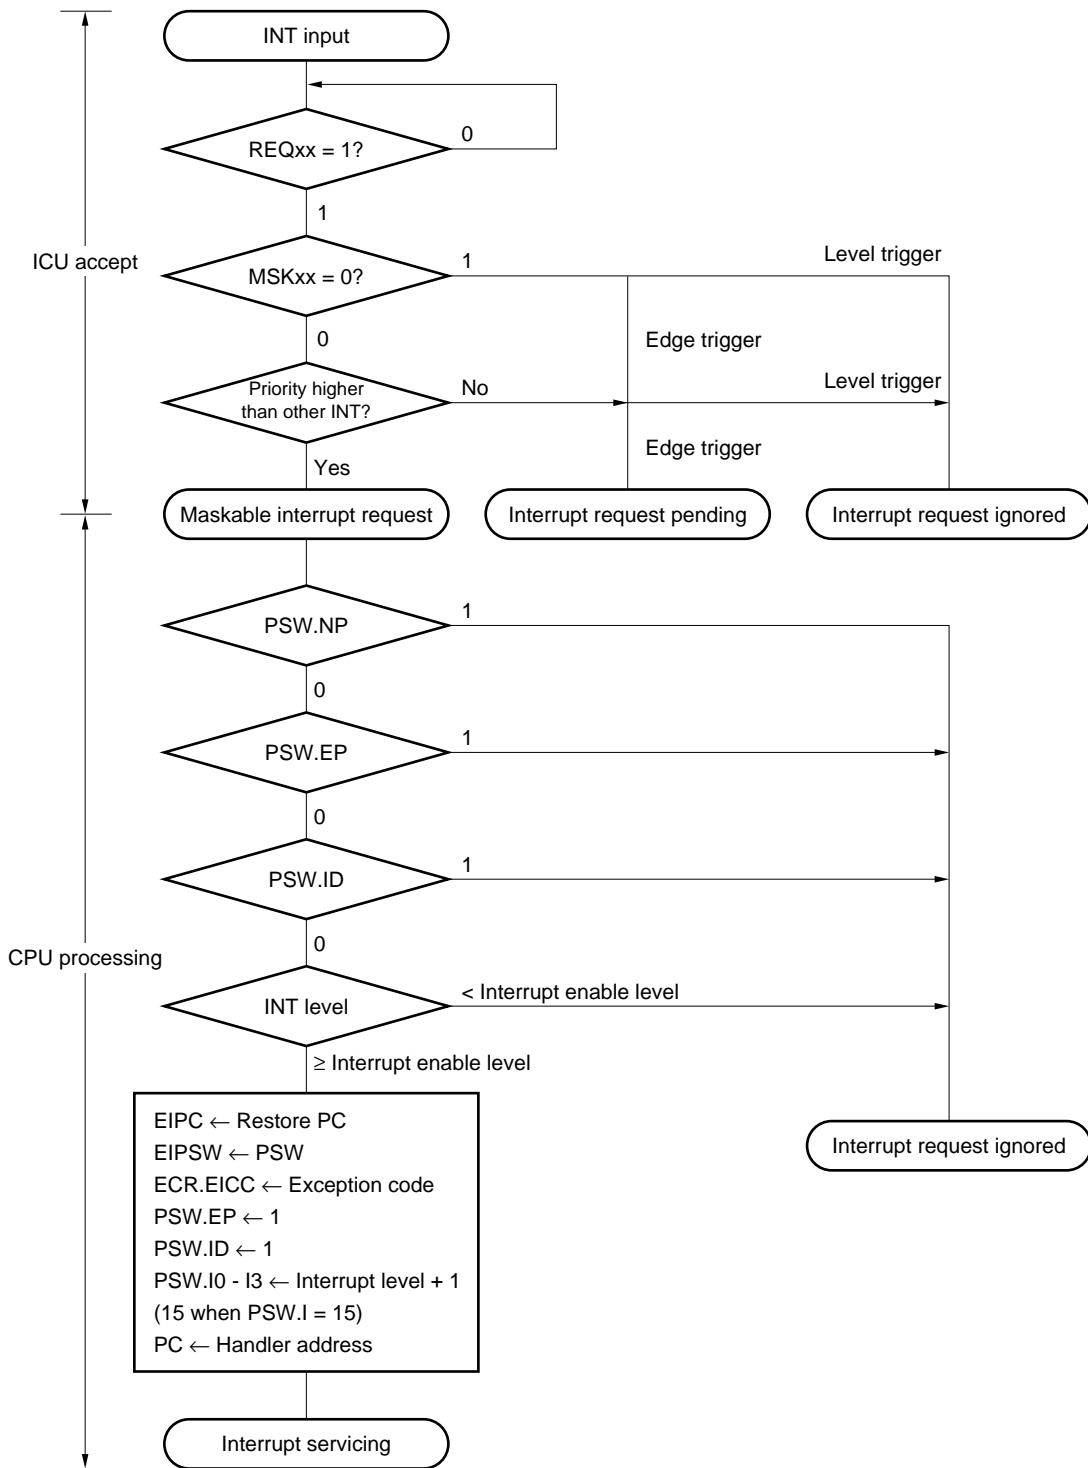 INT input
REQxx = 1?
0
1
ICU accept
MSKxx = 0?
1
Level trigger
0
Edge trigger
Priority higher
than other INT?
No
Level trigger
Edge trigger
Yes
Maskable interrupt request
Interrupt request pending
Interrupt request ignored
PSW.NP
1
0
PSW.EP
1
0
PSW.ID
1
0
CPU processing
INT level
< Interrupt enable level
≥ Interrupt enable level
EIPC ← Restore PC
EIPSW ← PSW
ECR.EICC ← Exception code
PSW.EP ← 1
PSW.ID ← 1
PSW.I0 - I3 ← Interrupt level + 1
(15 when PSW.I = 15)
PC ← Handler address
Interrupt request ignored
Interrupt servicing